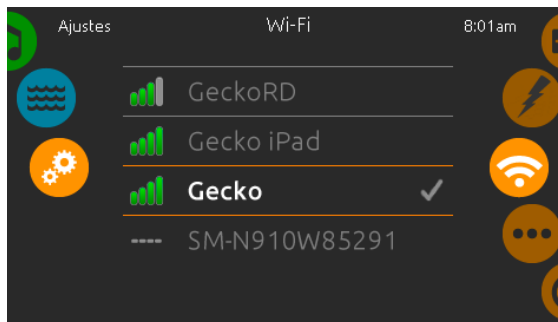 Ajustes Wi-Fi 8:01am
GeckoRD
Gecko iPad
Gecko
SM-N910W85291